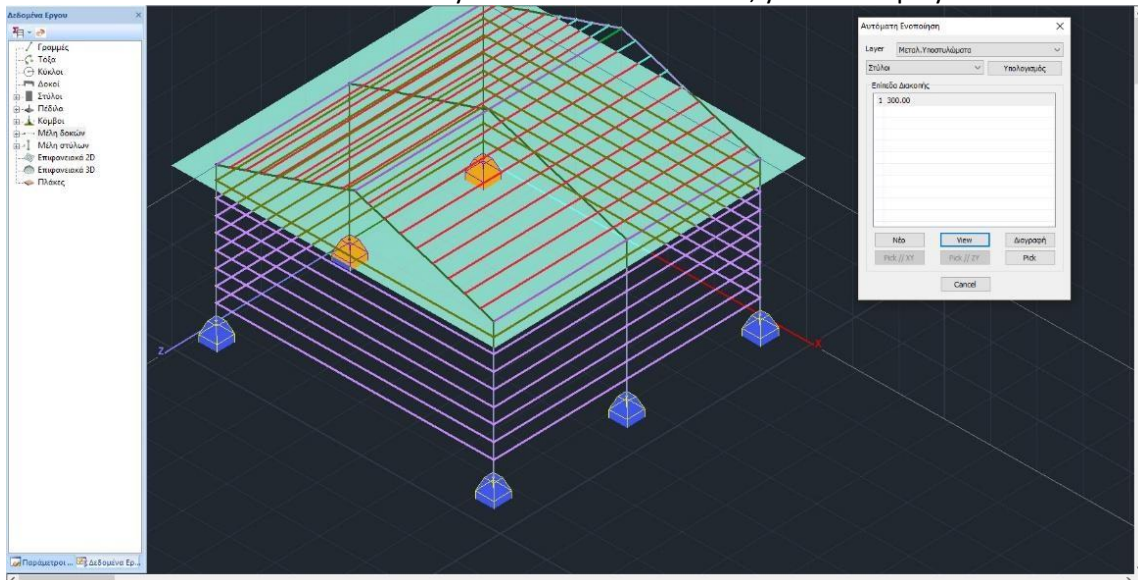 Δεδομένα Έργου
Γραμμές
Τόξα
Κύκλοι
Δοκοί
Στύλοι
Πέδιλα
Κόμβοι
Μέλη δοκών
Μέλη στύλων
Επιφανειακά 2D
Επιφανειακά 3D
Πλάκες
Παράμετροι ...
Δεδομένα Έρ...
Z
X
Αυτόματη Ενοποίηση
Layer Μεταλ.Υποστυλώματα
Στύλοι Υπολογισμός
Επίπεδα Διακοπής
1 300.00
Νέο View Διαγραφή
Pick // XY Pick // ZY Pick
Cancel